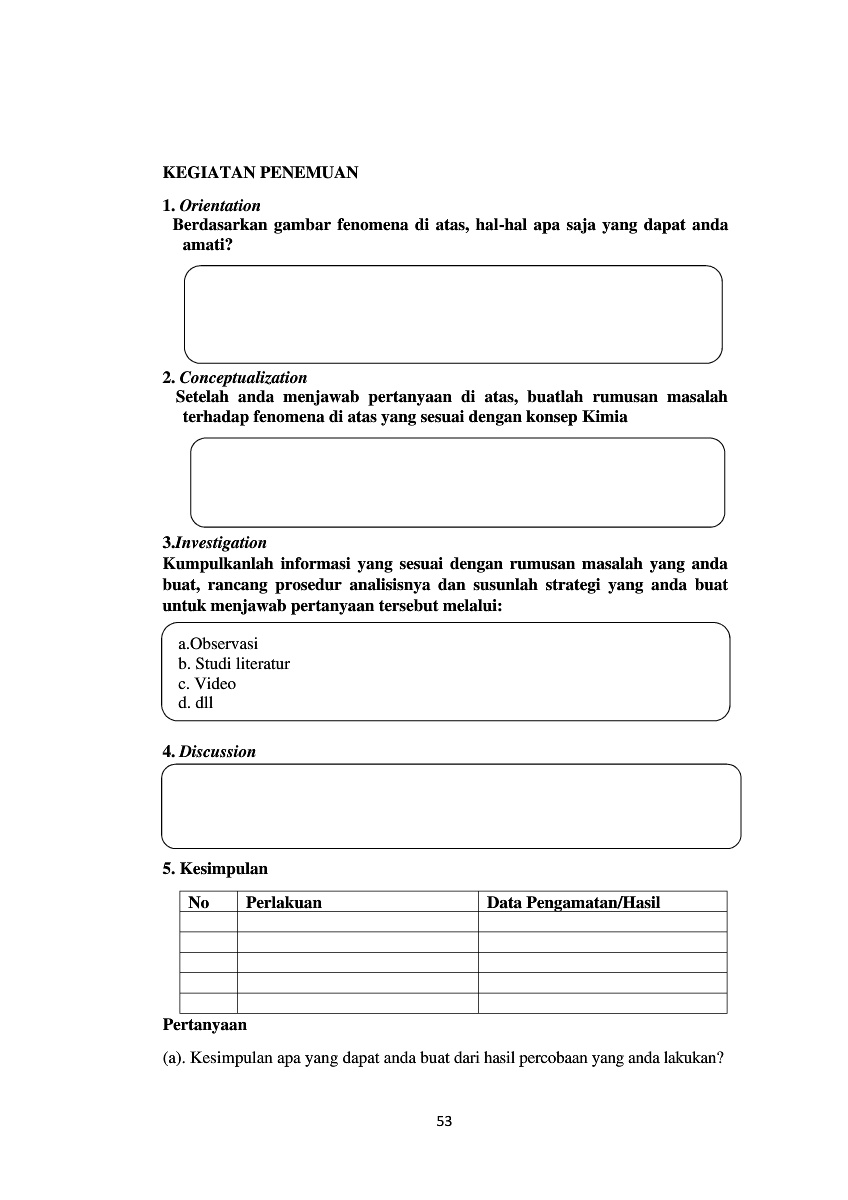 KEGIATAN PENEMUAN
1. Orientation
Berdasarkan gambar fenomena di atas, hal-hal apa saja yang dapat anda
amati?
2. Conceptualization
Setelah anda menjawab pertanyaan di atas, buatlah rumusan masalah
terhadap fenomena di atas yang sesuai dengan konsep Kimia
3.Investigation
Kumpulkanlah informasi yang sesuai dengan rumusan masalah yang anda
buat, rancang prosedur analisisnya dan susunlah strategi yang anda buat
untuk menjawab pertanyaan tersebut melalui:
a.Observasi
b. Studi literatur
c. Video
d. dll
4. Discussion
5. Kesimpulan
No Perlakuan Data Pengamatan/Hasil
Pertanyaan
(a). Kesimpulan apa yang dapat anda buat dari hasil percobaan yang anda lakukan?
53